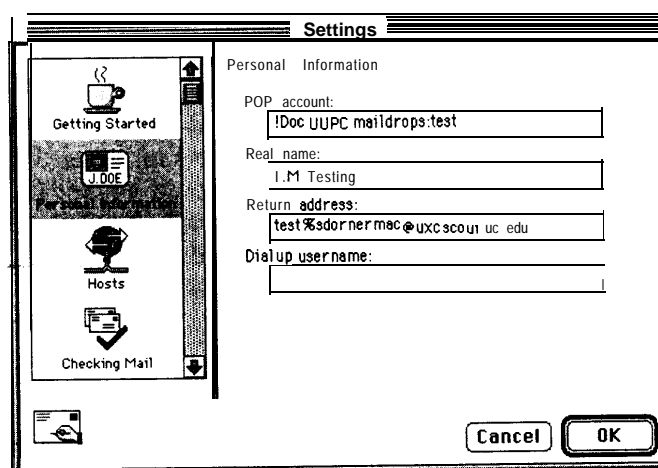 Settings
Getting Started
J.DOE
Personal Information
Hosts
Checking Mail
Personal Information
POP account:
!Doc UUPC maildrops:test
Real name:
I.M Testing
Return address:
test%sdornermac@uxcscou1 uc edu
Dialup username:
Cancel
OK